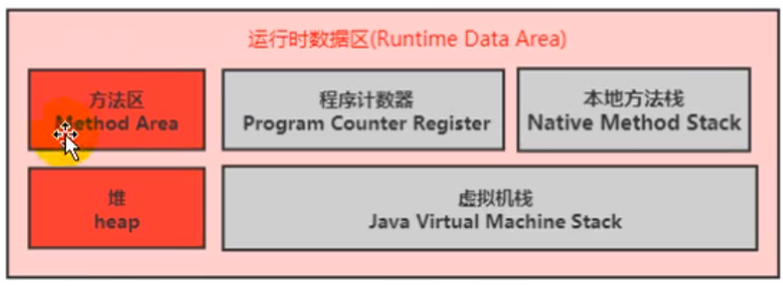 运行时数据区(Runtime Data Area)
方法区
Method Area
程序计数器
Program Counter Register
本地方法栈
Native Method Stack
堆
heap
虚拟机栈
Java Virtual Machine Stack